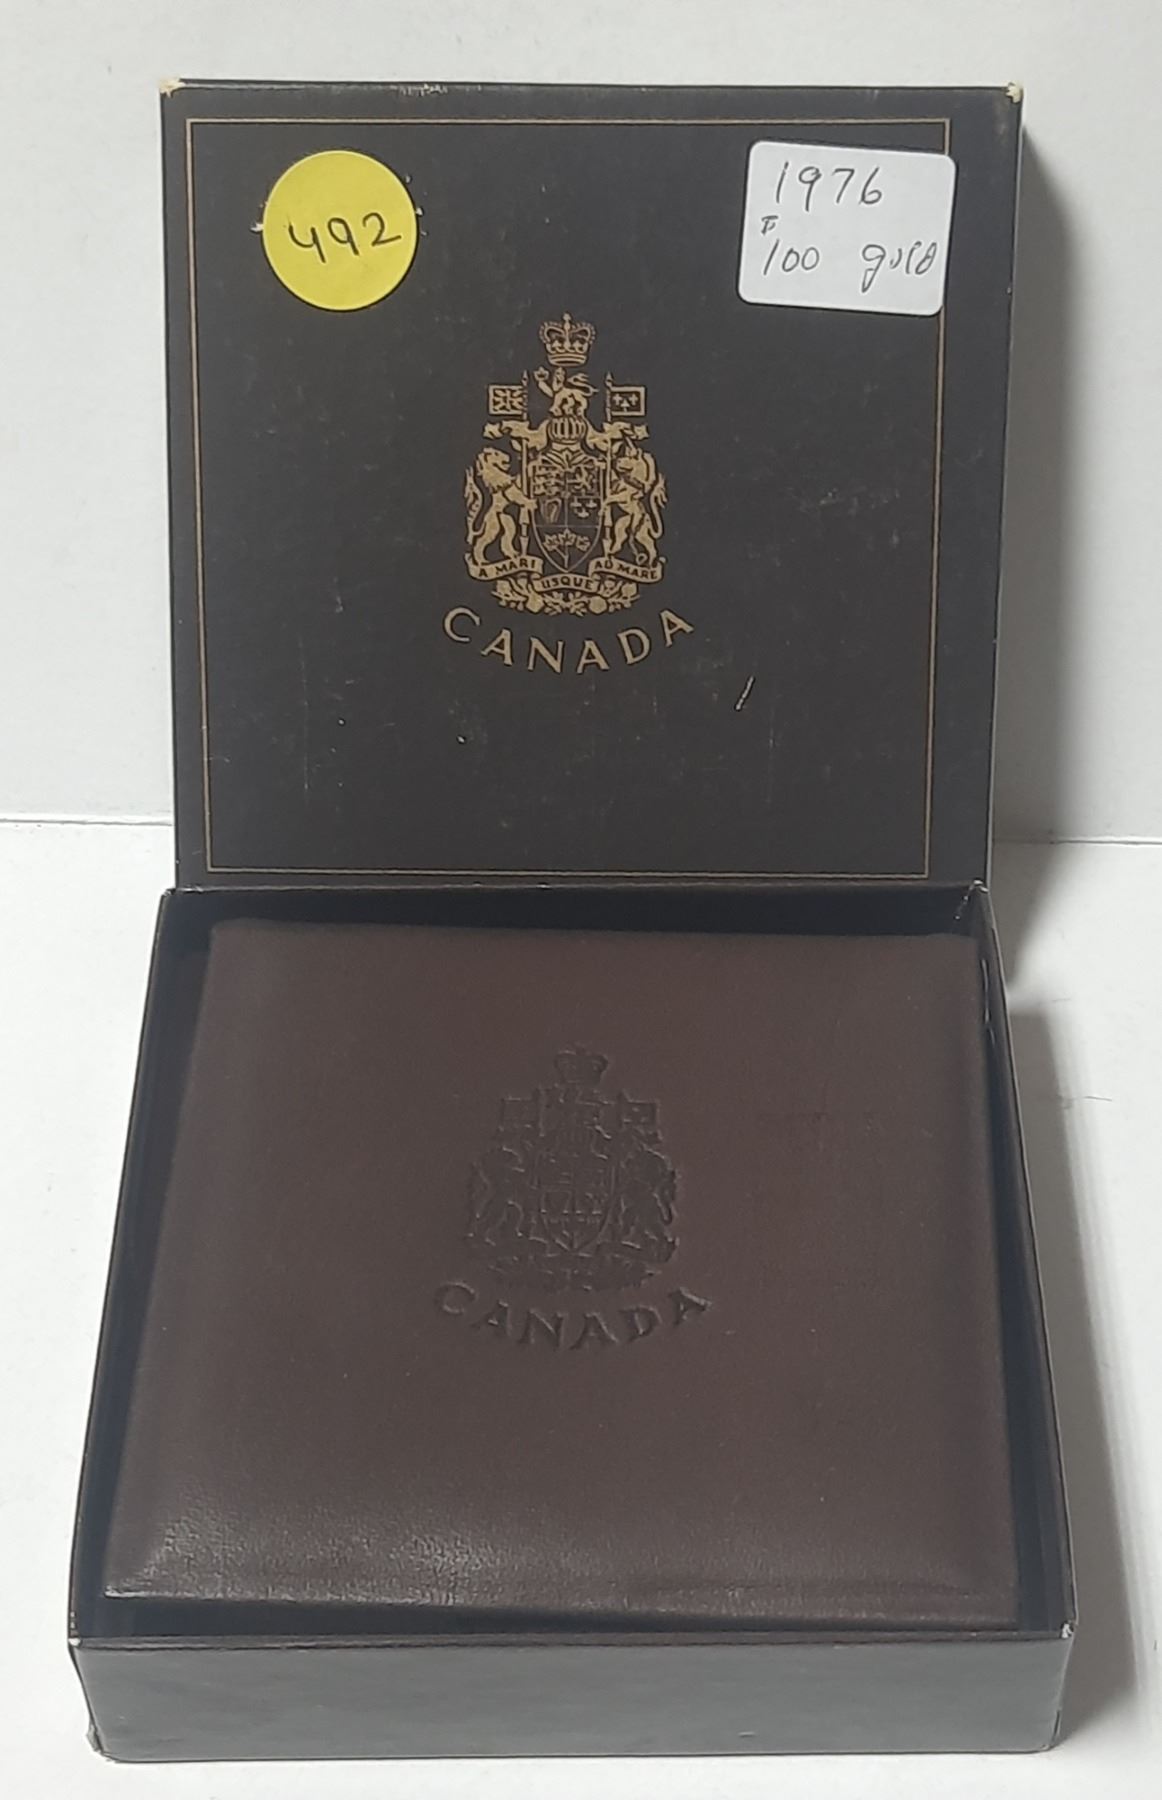 492
1976
$100 gold
A MARI USQUE AD MARE
CANADA
CANADA